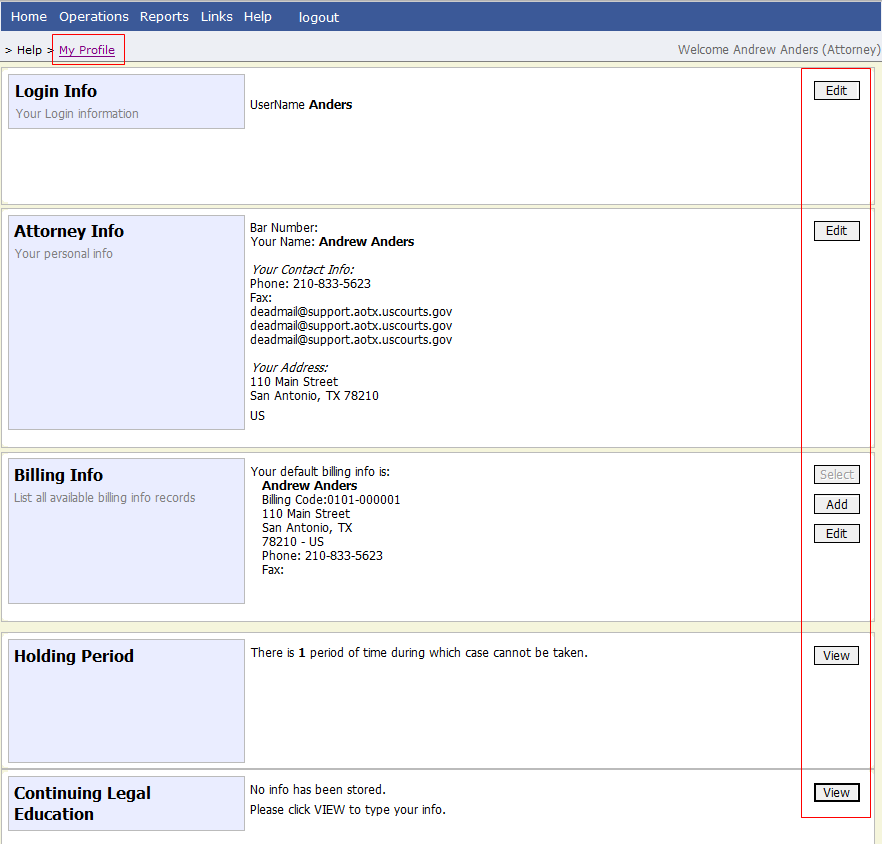 Home Operations Reports Links Help logout
> Help > My Profile
Welcome Andrew Anders (Attorney)
Login Info
Your Login information
UserName Anders
Edit
Attorney Info
Your personal info
Bar Number:
Your Name: Andrew Anders
Your Contact Info:
Phone: 210-833-5623
Fax:
deadmail@support.aotx.uscourts.gov
deadmail@support.aotx.uscourts.gov
deadmail@support.aotx.uscourts.gov
Your Address:
110 Main Street
San Antonio, TX 78210
US
Edit
Billing Info
List all available billing info records
Your default billing info is:
Andrew Anders
Billing Code:0101-000001
110 Main Street
San Antonio, TX
78210 - US
Phone: 210-833-5623
Fax:
Select
Add
Edit
Holding Period
There is 1 period of time during which case cannot be taken.
View
Continuing Legal
Education
No info has been stored.
Please click VIEW to type your info.
View